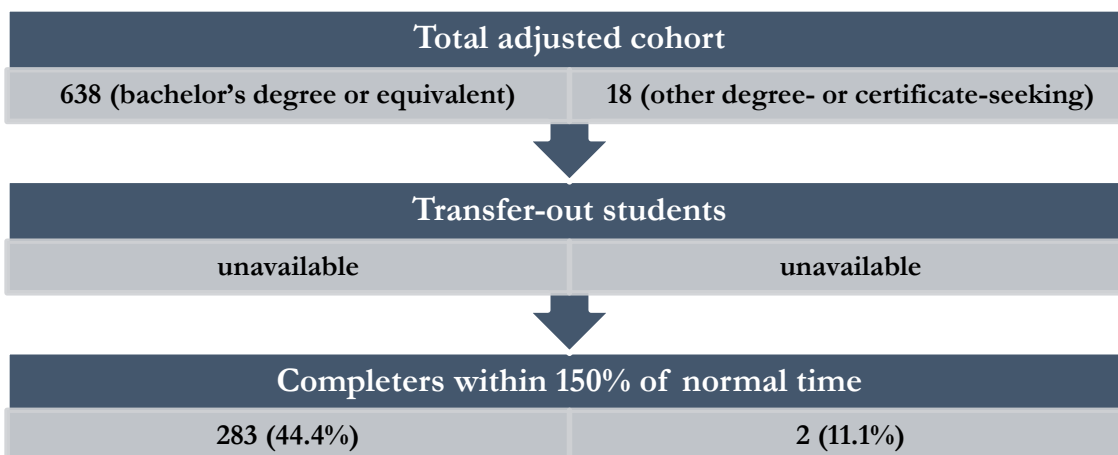 Total adjusted cohort
638 (bachelor’s degree or equivalent) 18 (other degree- or certificate-seeking)
Transfer-out students
unavailable unavailable
Completers within 150% of normal time
283 (44.4%) 2 (11.1%)